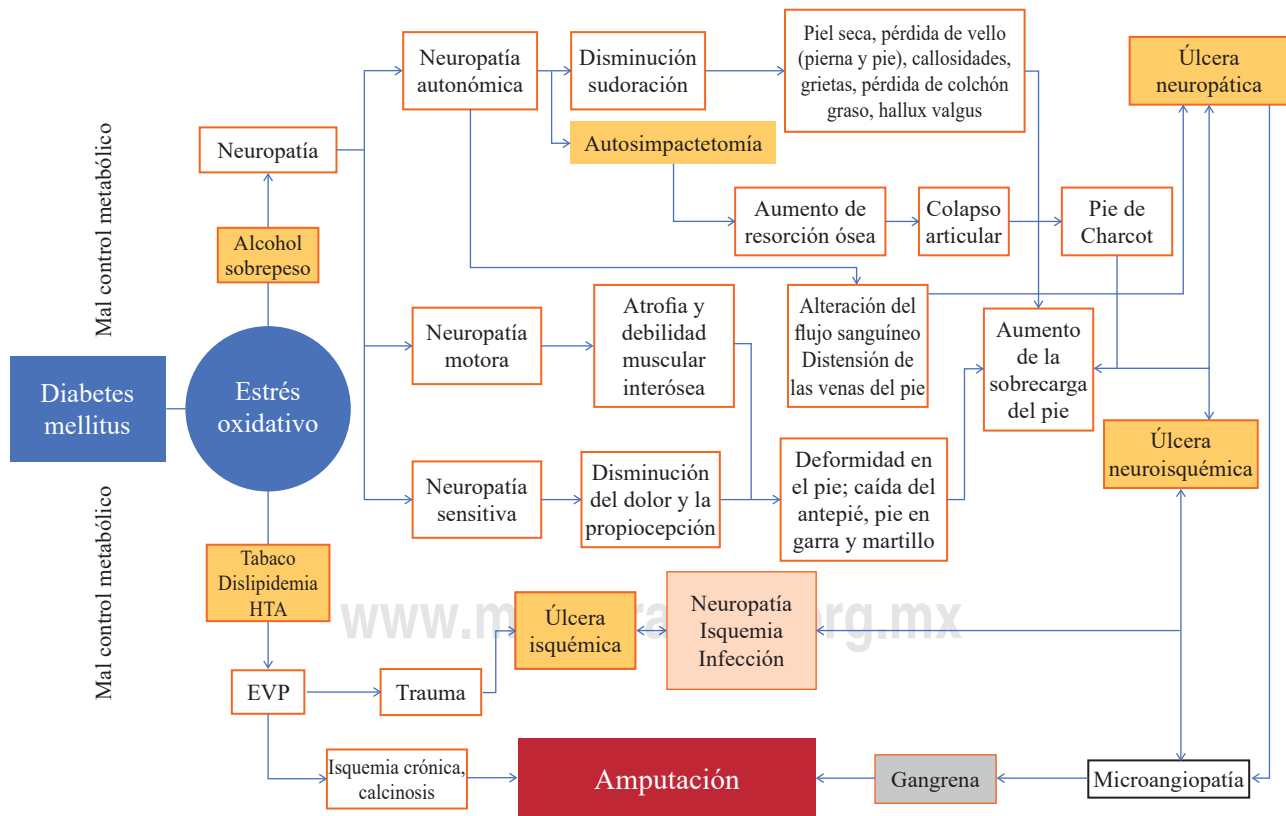 Mal control metabólico
Mal control metabólico
Diabetes
mellitus
Estrés
oxidativo
Alcohol
sobrepeso
Neuropatía
Neuropatía
autonómica
Disminución
sudoración
Piel seca, pérdida de vello
(pierna y pie), callosidades,
grietas, pérdida de colchón
graso, hallux valgus
Úlcera
neuropática
Autosimpactetomía
Aumento de
resorción ósea
Colapso
articular
Pie de
Charcot
Neuropatía
motora
Atrofia y
debilidad
muscular
interósea
Alteración del
flujo sanguíneo
Distensión de
las venas del pie
Aumento
de la
sobrecarga
del pie
Úlcera
neuroisquémica
Neuropatía
sensitiva
Disminución
del dolor y la
propiocepción
Deformidad en
el pie; caída del
antepié, pie en
garra y martillo
Tabaco
Dislipidemia
HTA
EVP
Trauma
Úlcera
isquémica
Neuropatía
Isquemia
Infección
Isquemia crónica,
calcinosis
Amputación
Gangrena
Microangiopatía